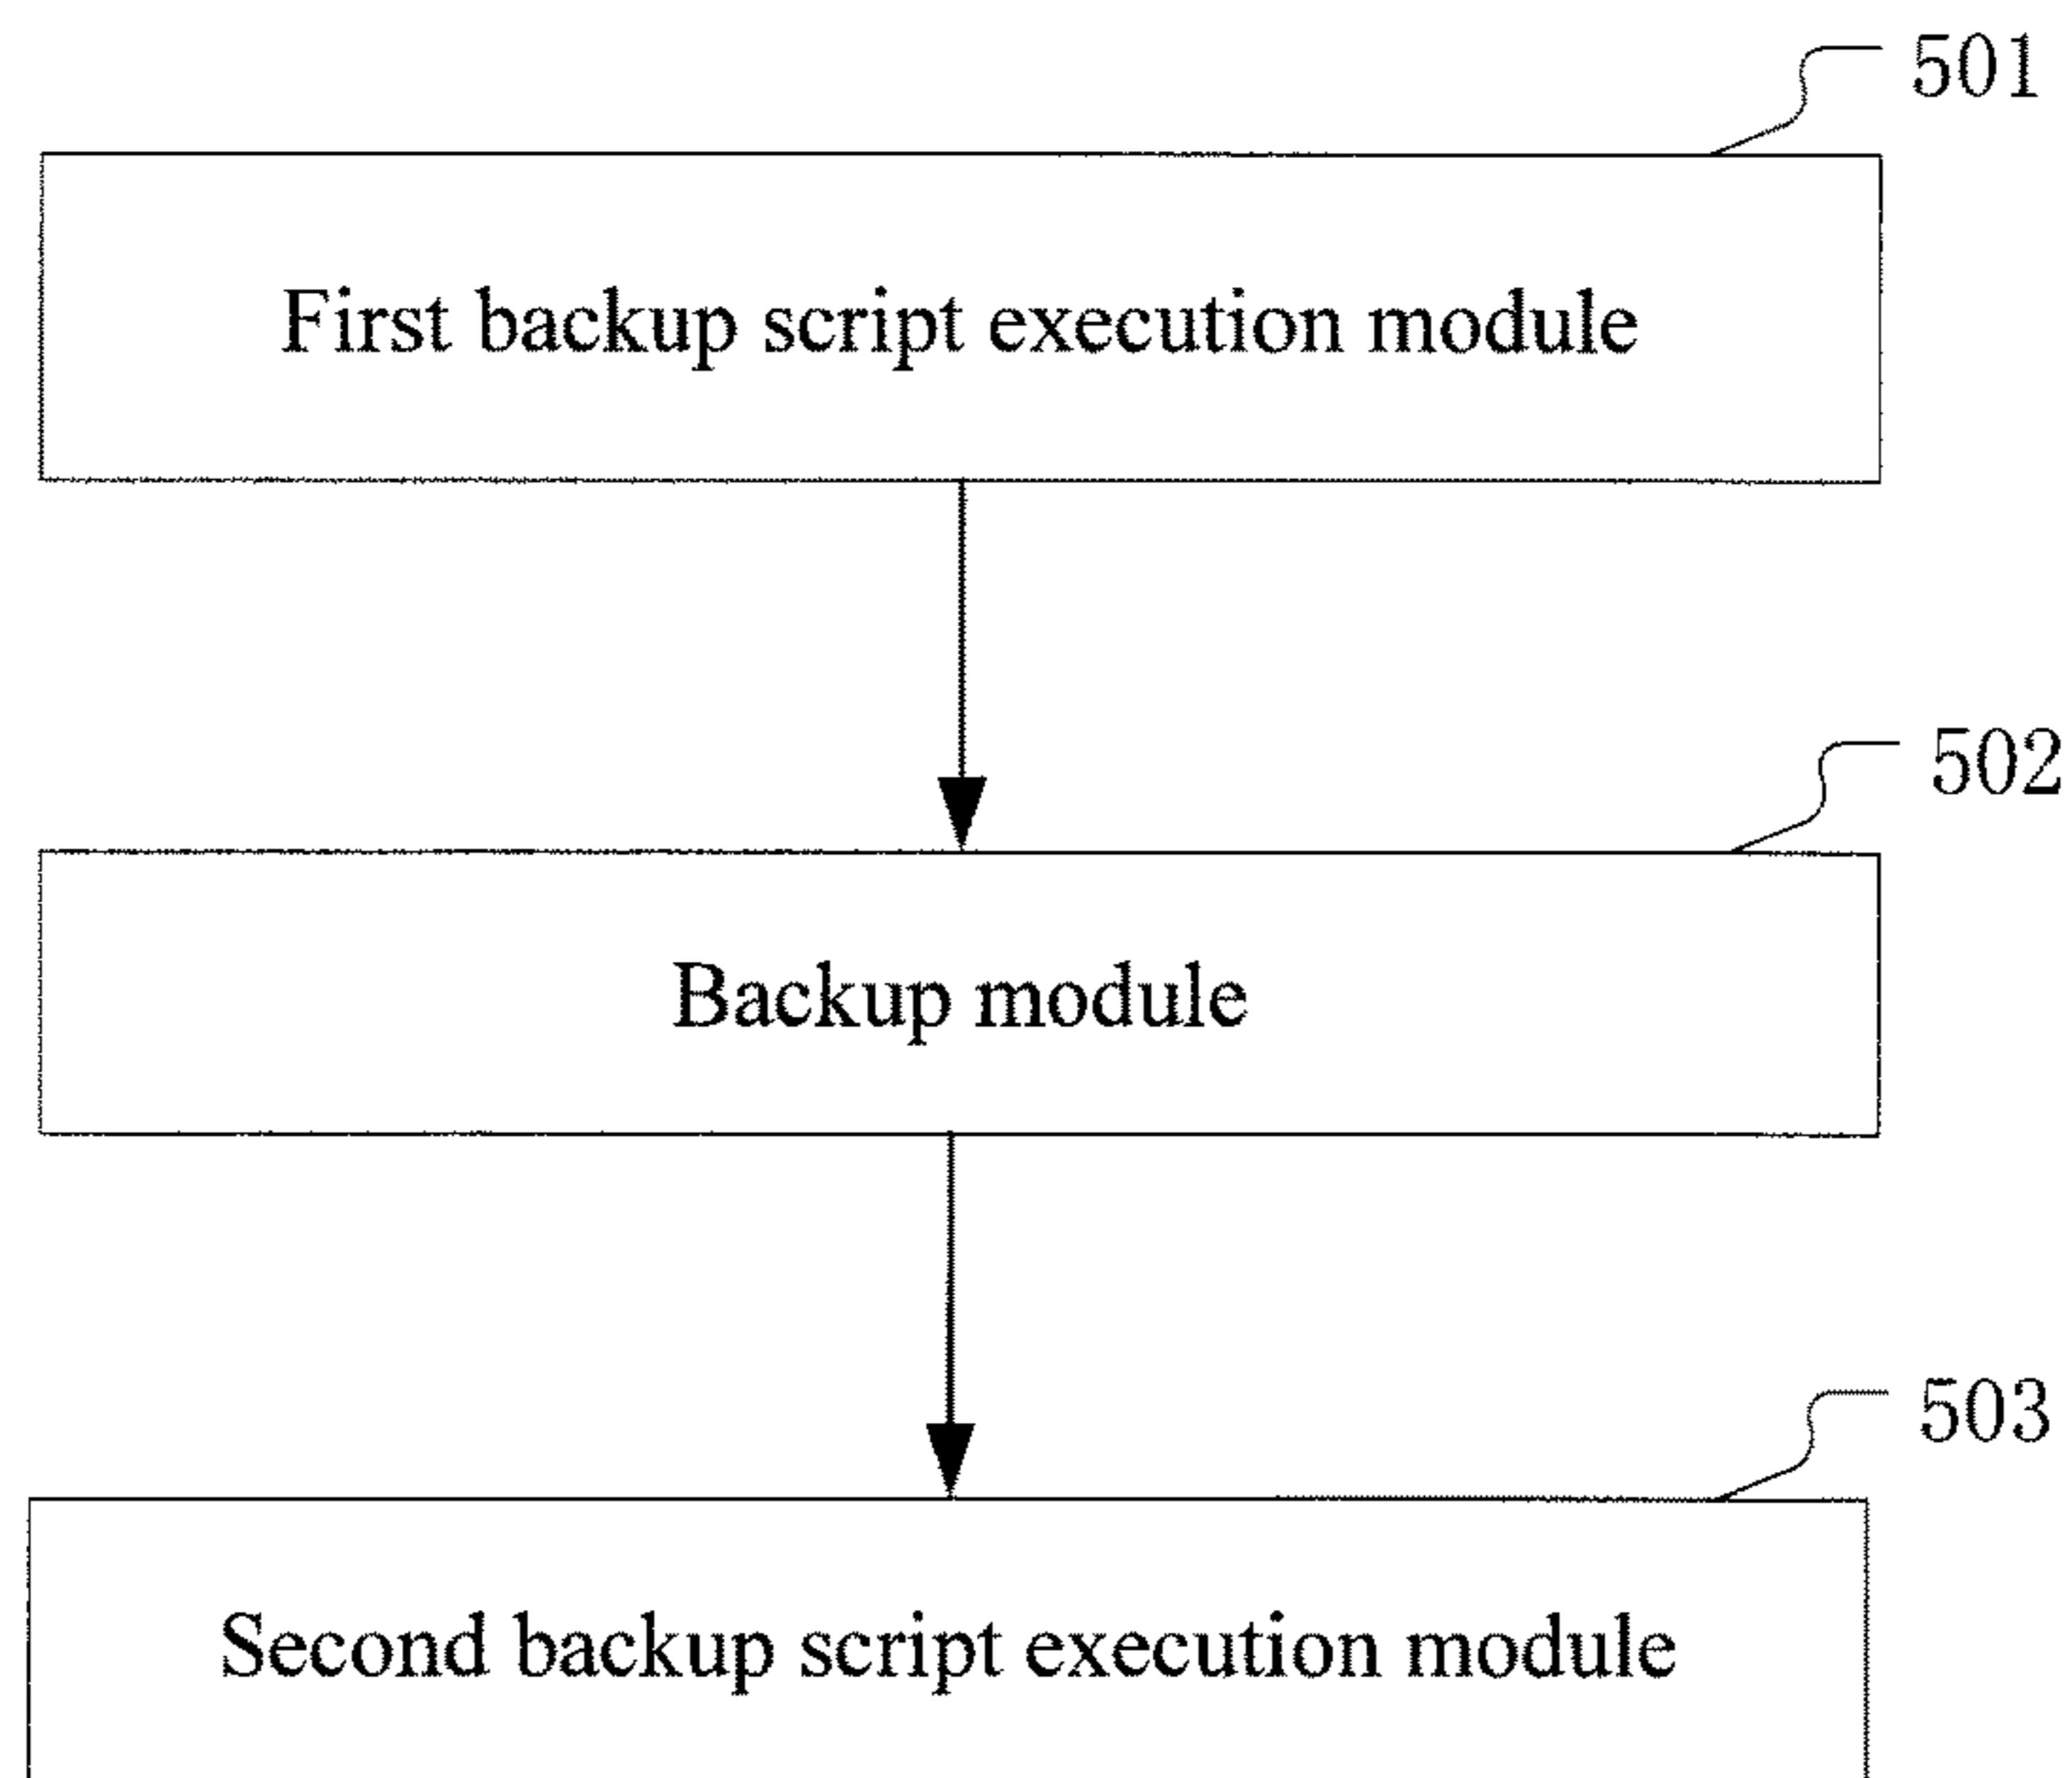 501
First backup script execution module
502
Backup module
503
Second backup script execution module